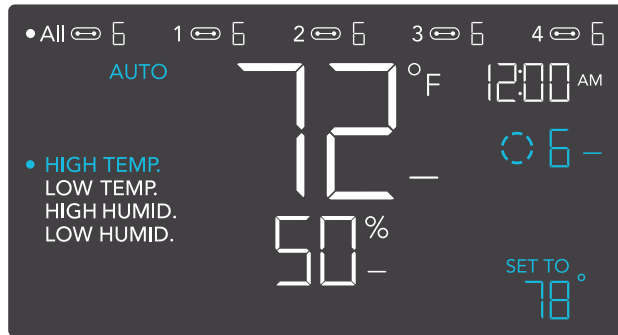 • All 6 1 6 2 6 3 6 4 6
AUTO
72 °F
12:00 AM
6 –
• HIGH TEMP.
LOW TEMP.
HIGH HUMID.
LOW HUMID.
50 %
SET TO
78°